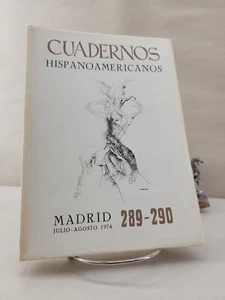 CUADERNOS
HISPANOAMERICANOS
MADRID 289-290
JULIO-AGOSTO 1974